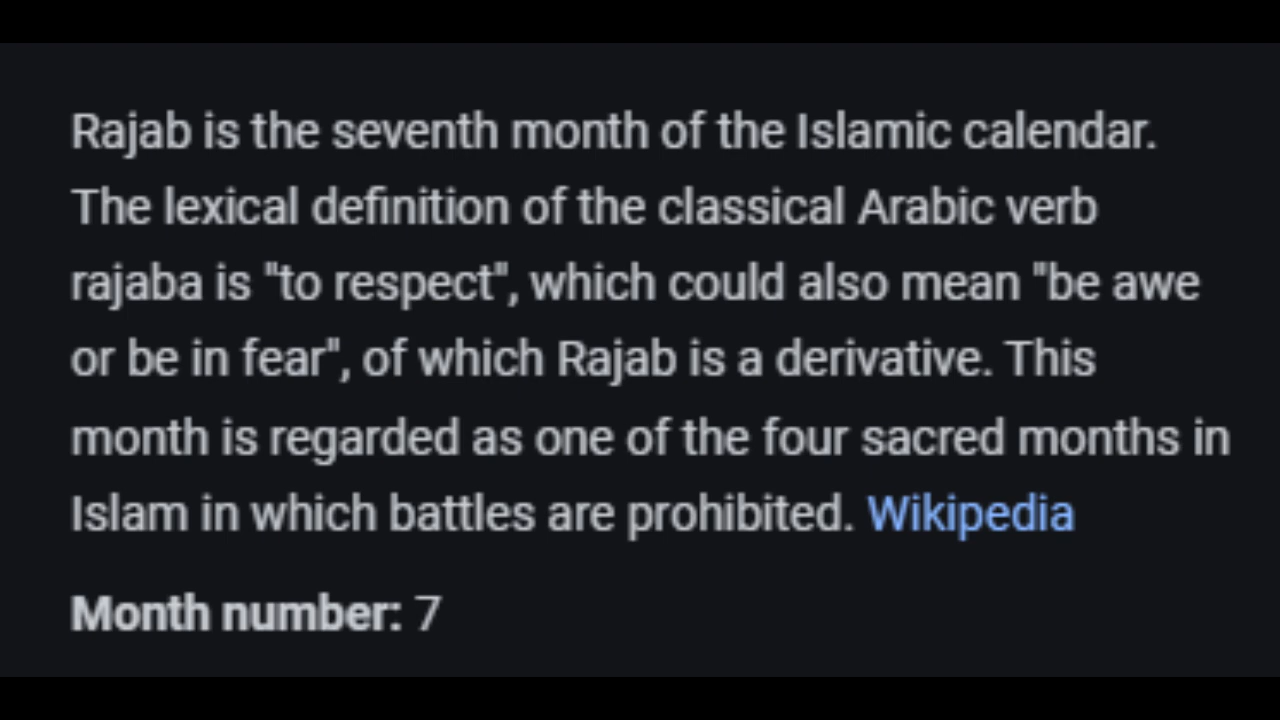 Rajab is the seventh month of the Islamic calendar.
The lexical definition of the classical Arabic verb
rajaba is "to respect", which could also mean "be awe
or be in fear", of which Rajab is a derivative. This
month is regarded as one of the four sacred months in
Islam in which battles are prohibited. Wikipedia
Month number: 7